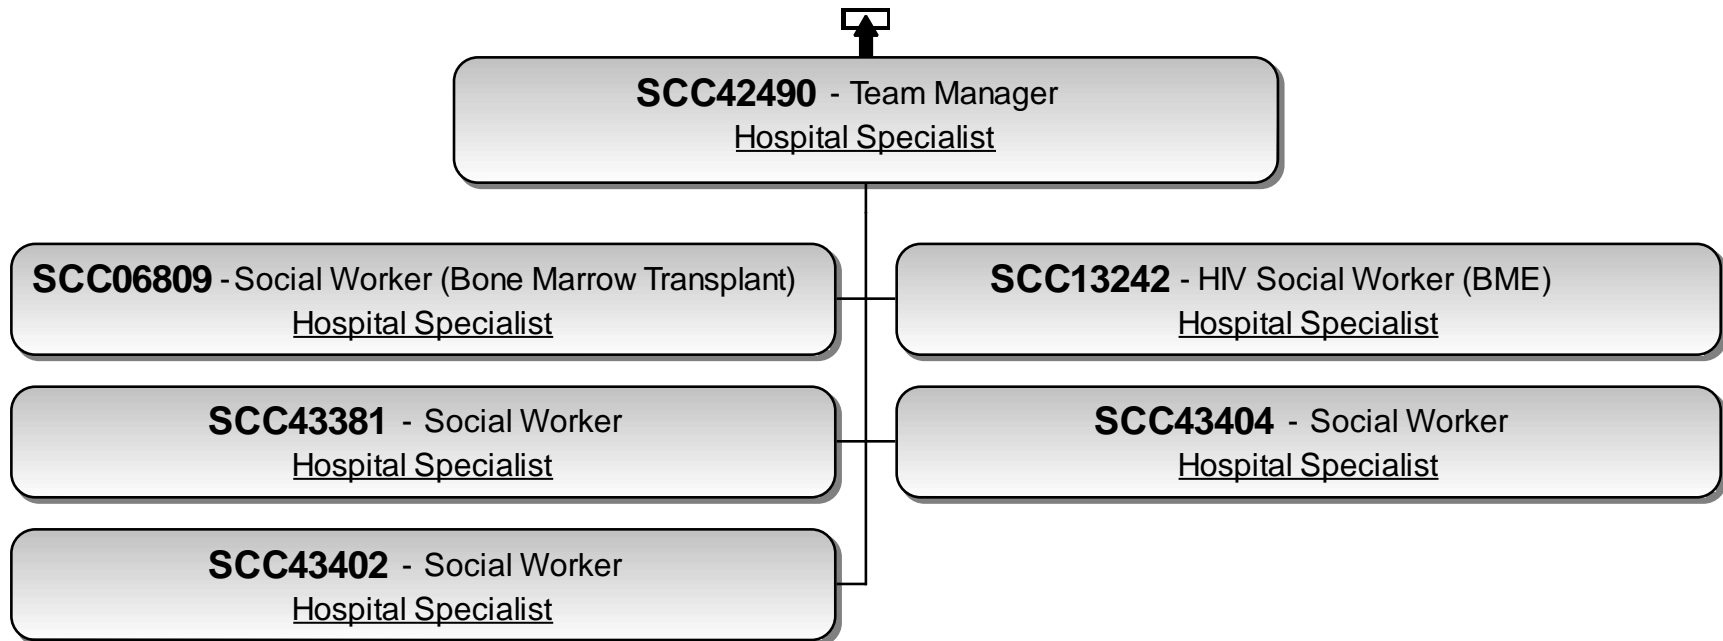 SCC42490 - Team Manager
Hospital Specialist
SCC06809 - Social Worker (Bone Marrow Transplant)
Hospital Specialist
SCC13242 - HIV Social Worker (BME)
Hospital Specialist
SCC43381 - Social Worker
Hospital Specialist
SCC43404 - Social Worker
Hospital Specialist
SCC43402 - Social Worker
Hospital Specialist